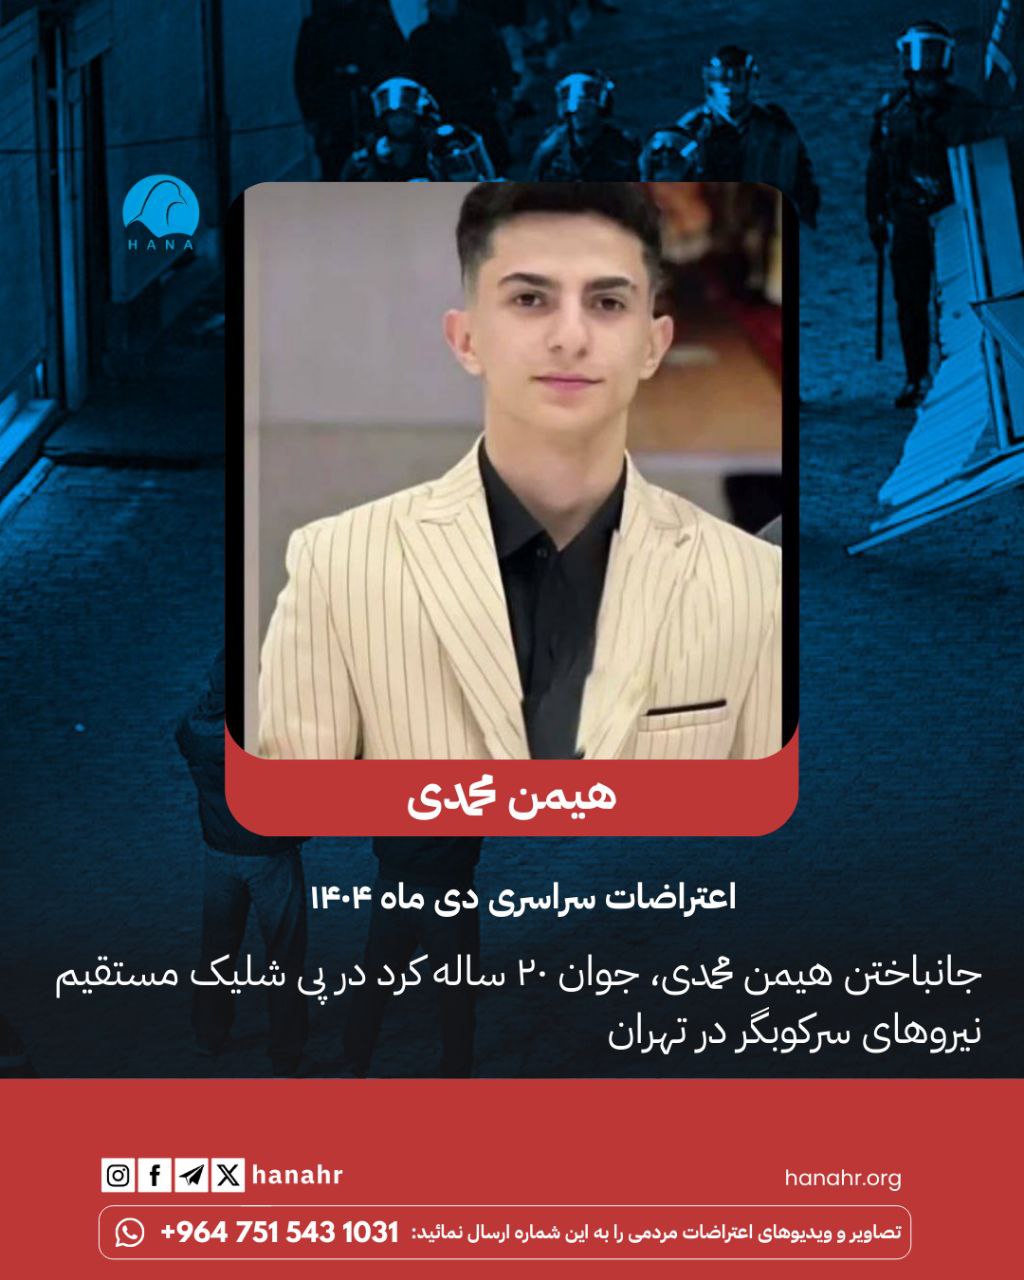 HANA
هیمن محمدی
اعتراضات سراسری دی ماه ۱۴۰۴
جانباختن هیمن محمدی، جوان ۲۰ ساله کرد در پی شلیک مستقیم
نیروهای سرکوبگر در تهران
hanahr
hanahr.org
تصاویر و ویدیوهای اعتراضات مردمی را به این شماره ارسال نمائید: +964 751 543 1031